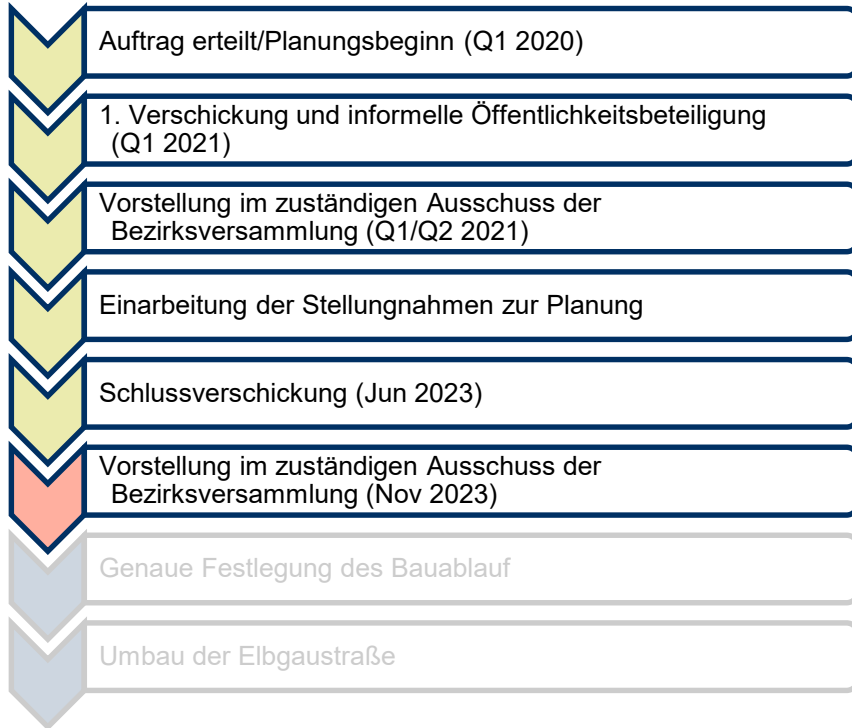 Auftrag erteilt/Planungsbeginn (Q1 2020)
1. Verschickung und informelle Öffentlichkeitsbeteiligung
(Q1 2021)
Vorstellung im zuständigen Ausschuss der
Bezirksversammlung (Q1/Q2 2021)
Einarbeitung der Stellungnahmen zur Planung
Schlussverschickung (Jun 2023)
Vorstellung im zuständigen Ausschuss der
Bezirksversammlung (Nov 2023)
Genaue Festlegung des Bauablauf
Umbau der Elbgaustraße